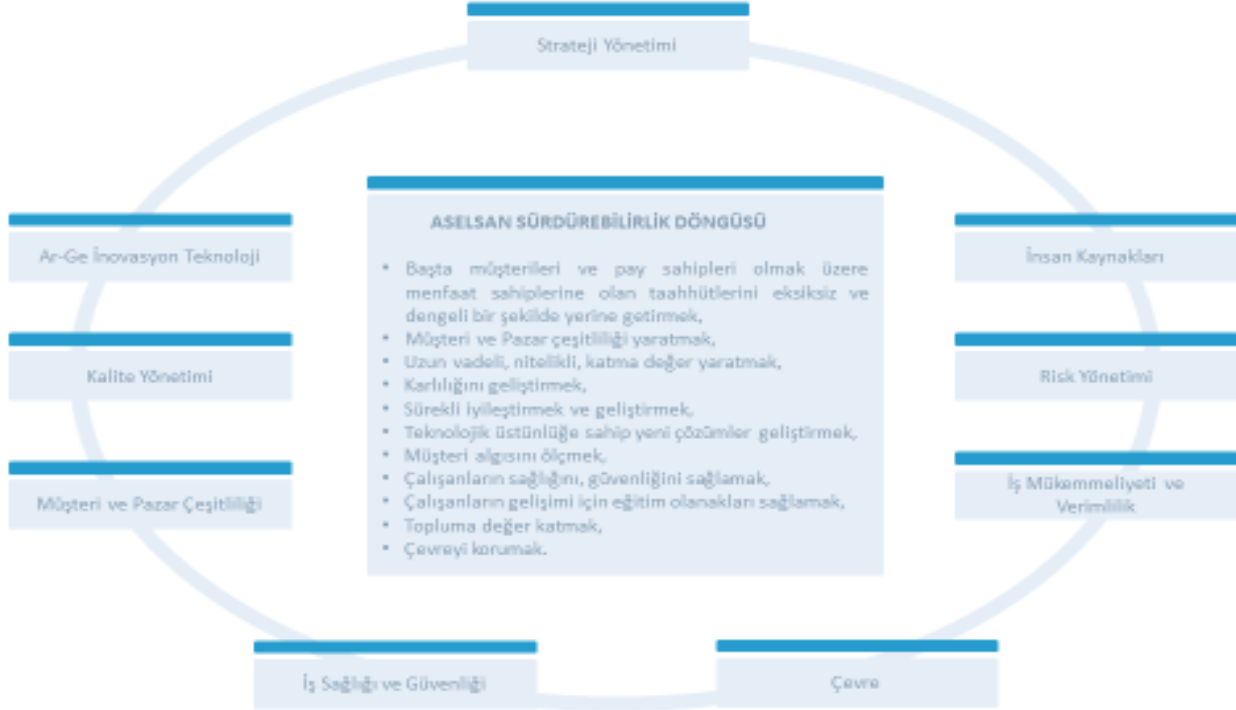 Strateji Yönetimi
Ar-Ge İnovasyon Teknoloji
Kalite Yönetimi
Müşteri ve Pazar Çeşitliliği
ASELSAN SÜRDÜREBİLİRLİK DÖNGÜSÜ
• Başta müşterileri ve pay sahipleri olmak üzere
menfaat sahiplerine olan taahhütlerini eksiksiz ve
dengeli bir şekilde yerine getirmek,
• Müşteri ve Pazar çeşitliliği yaratmak,
• Uzun vadeli, nitelikli, katma değer yaratmak,
• Karlılığını geliştirmek,
• Sürekli iyileştirmek ve geliştirmek,
• Teknolojik üstünlüğe sahip yeni çözümler geliştirmek,
• Müşteri algısını ölçmek,
• Çalışanların sağlığını, güvenliğini sağlamak,
• Çalışanların gelişimi için eğitim olanakları sağlamak,
• Topluma değer katmak,
• Çevreyi korumak.
İnsan Kaynakları
Risk Yönetimi
İş Mükemmeliyeti ve
Verimlilik
İş Sağlığı ve Güvenliği
Çevre